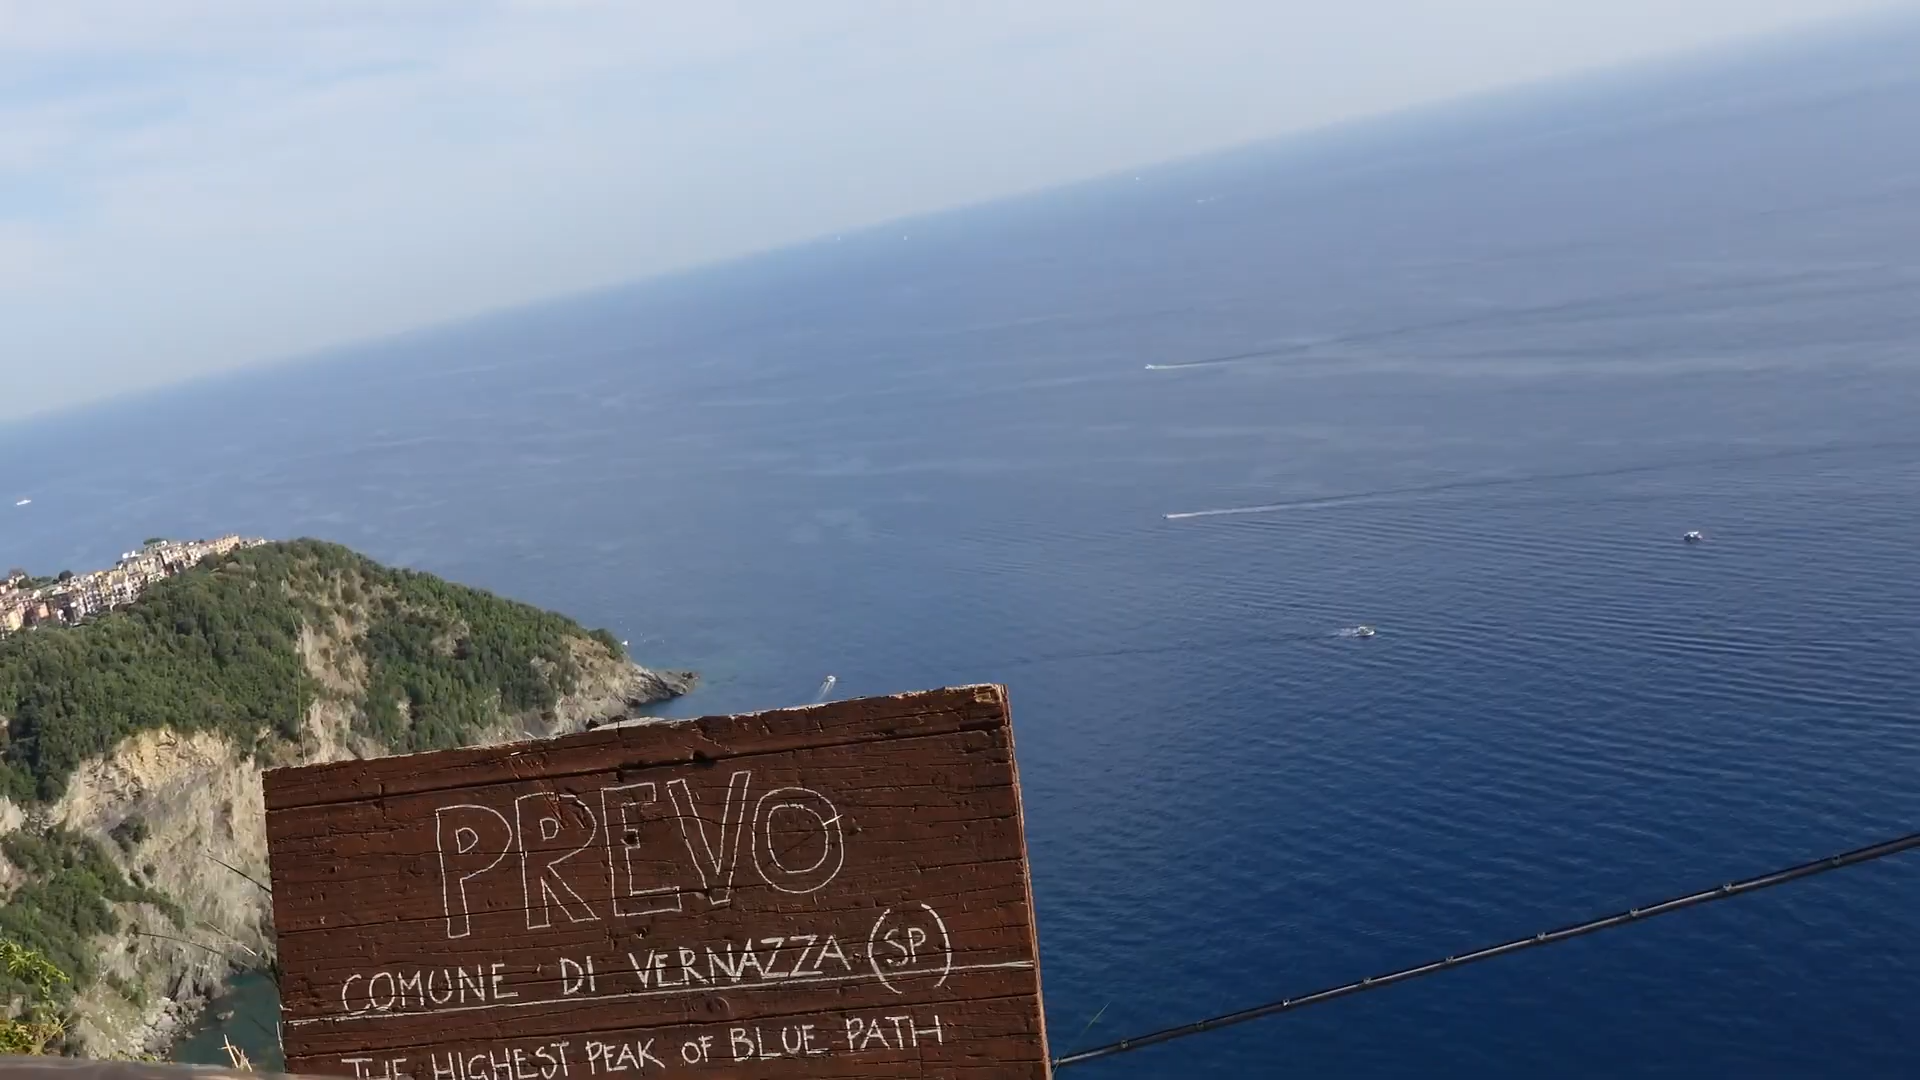 PREVO
COMUNE DI VERNAZZA (SP)
THE HIGHEST PEAK OF BLUE PATH